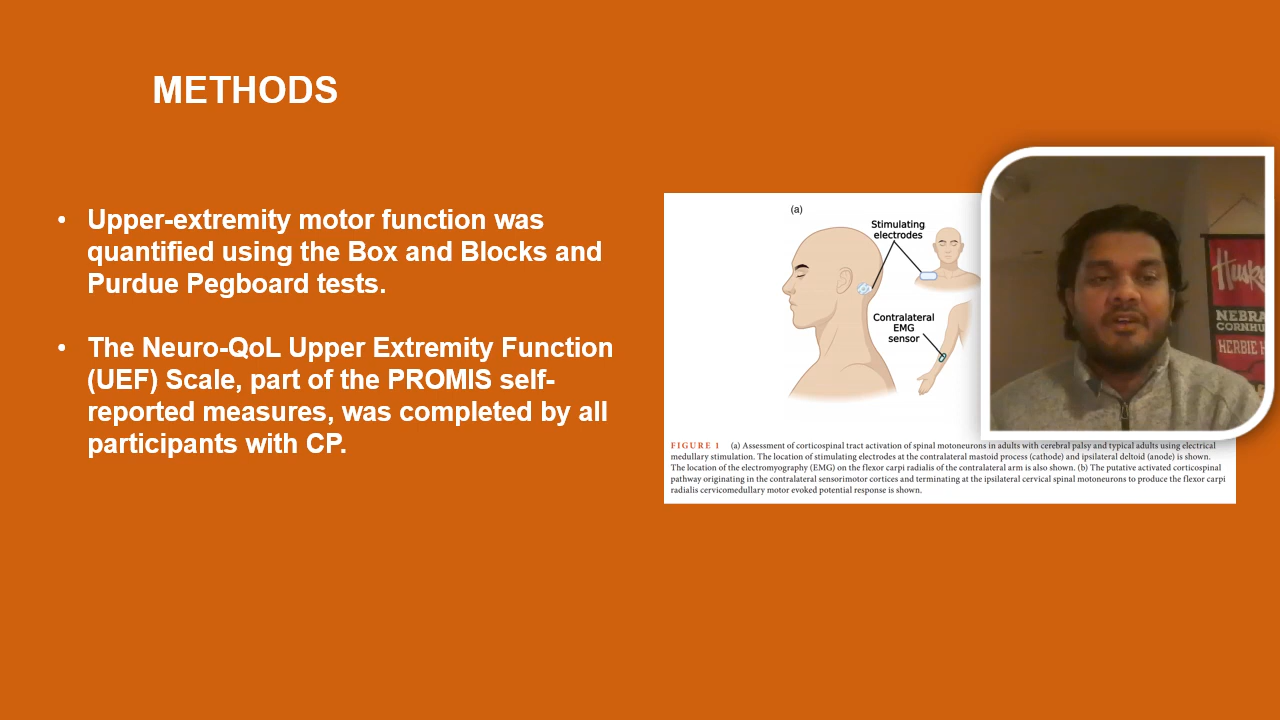 METHODS
• Upper-extremity motor function was
quantified using the Box and Blocks and
Purdue Pegboard tests.
• The Neuro-QoL Upper Extremity Function
(UEF) Scale, part of the PROMIS self-
reported measures, was completed by all
participants with CP.
(a)
Stimulating
electrodes
Contralateral
EMG
sensor
FIGURE 1 (a) Assessment of corticospinal tract activation of spinal motoneurons in adults with cerebral palsy and typical adults using electrical
medullary stimulation. The location of stimulating electrodes at the contralateral mastoid process (cathode) and ipsilateral deltoid (anode) is shown.
The location of the electromyography (EMG) on the flexor carpi radialis of the contralateral arm is also shown. (b) The putative activated corticospinal
pathway originating in the contralateral sensorimotor cortices and terminating at the ipsilateral cervical spinal motoneurons to produce the flexor carpi
radialis cervicomedullary motor evoked potential response is shown.
Huske
NEBRA
CORNHU
HERBIE H